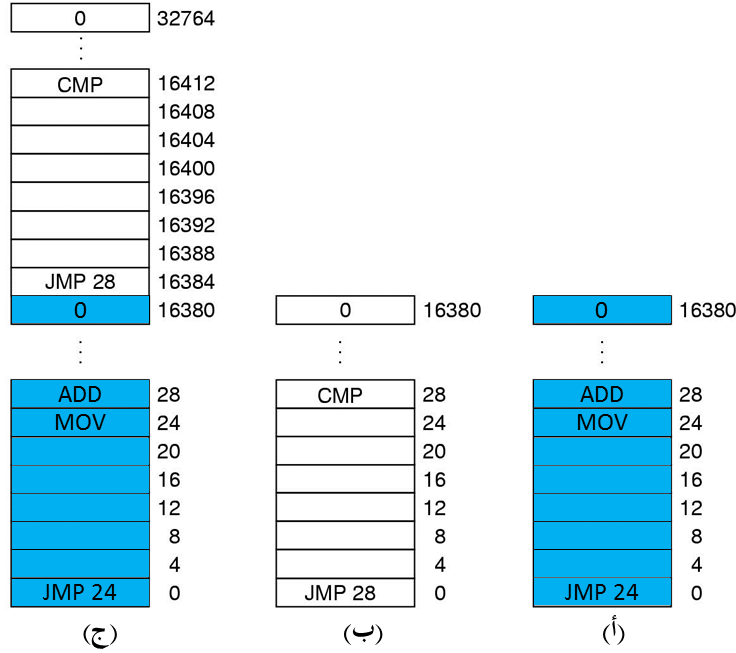 0 32764
⋮
CMP 16412
16408
16404
16400
16396
16392
16388
JMP 28 16384
0 16380 0 16380 0 16380
⋮ ⋮ ⋮
ADD 28 CMP 28 ADD 28
MOV 24 24 MOV 24
20 20 20
16 16 16
12 12 12
8 8 8
4 4 4
JMP 24 0 JMP 28 0 JMP 24 0
(أ) (ب) (ج)